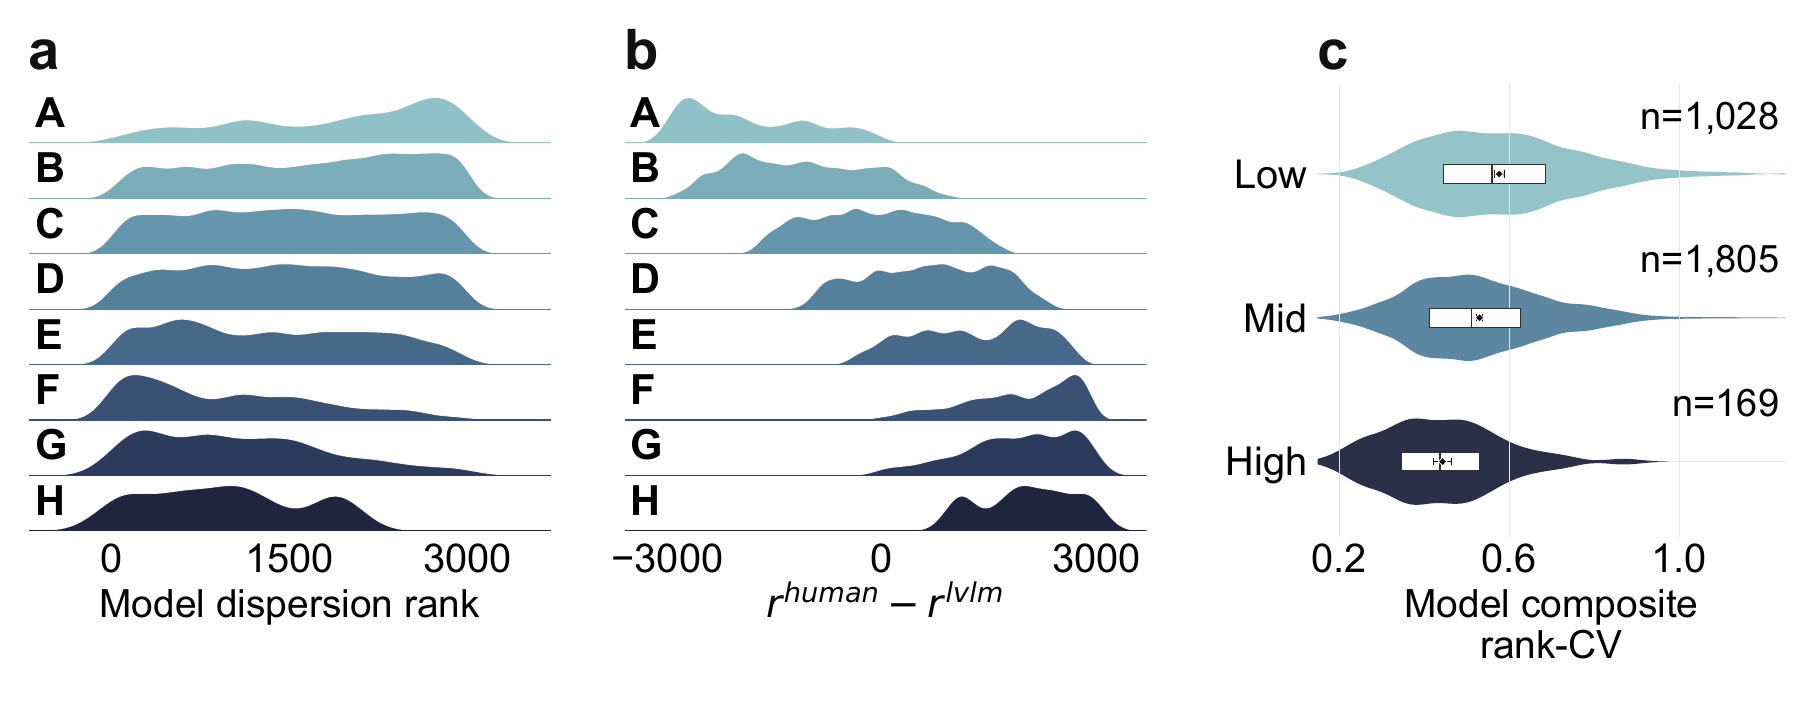 a
A
B
C
D
E
F
G
H
0 1500 3000
Model dispersion rank
b
A
B
C
D
E
F
G
H
−3000 0 3000
r^human − r^lvlm
c
n=1,028
Low
n=1,805
Mid
n=169
High
0.2 0.6 1.0
Model composite
rank-CV